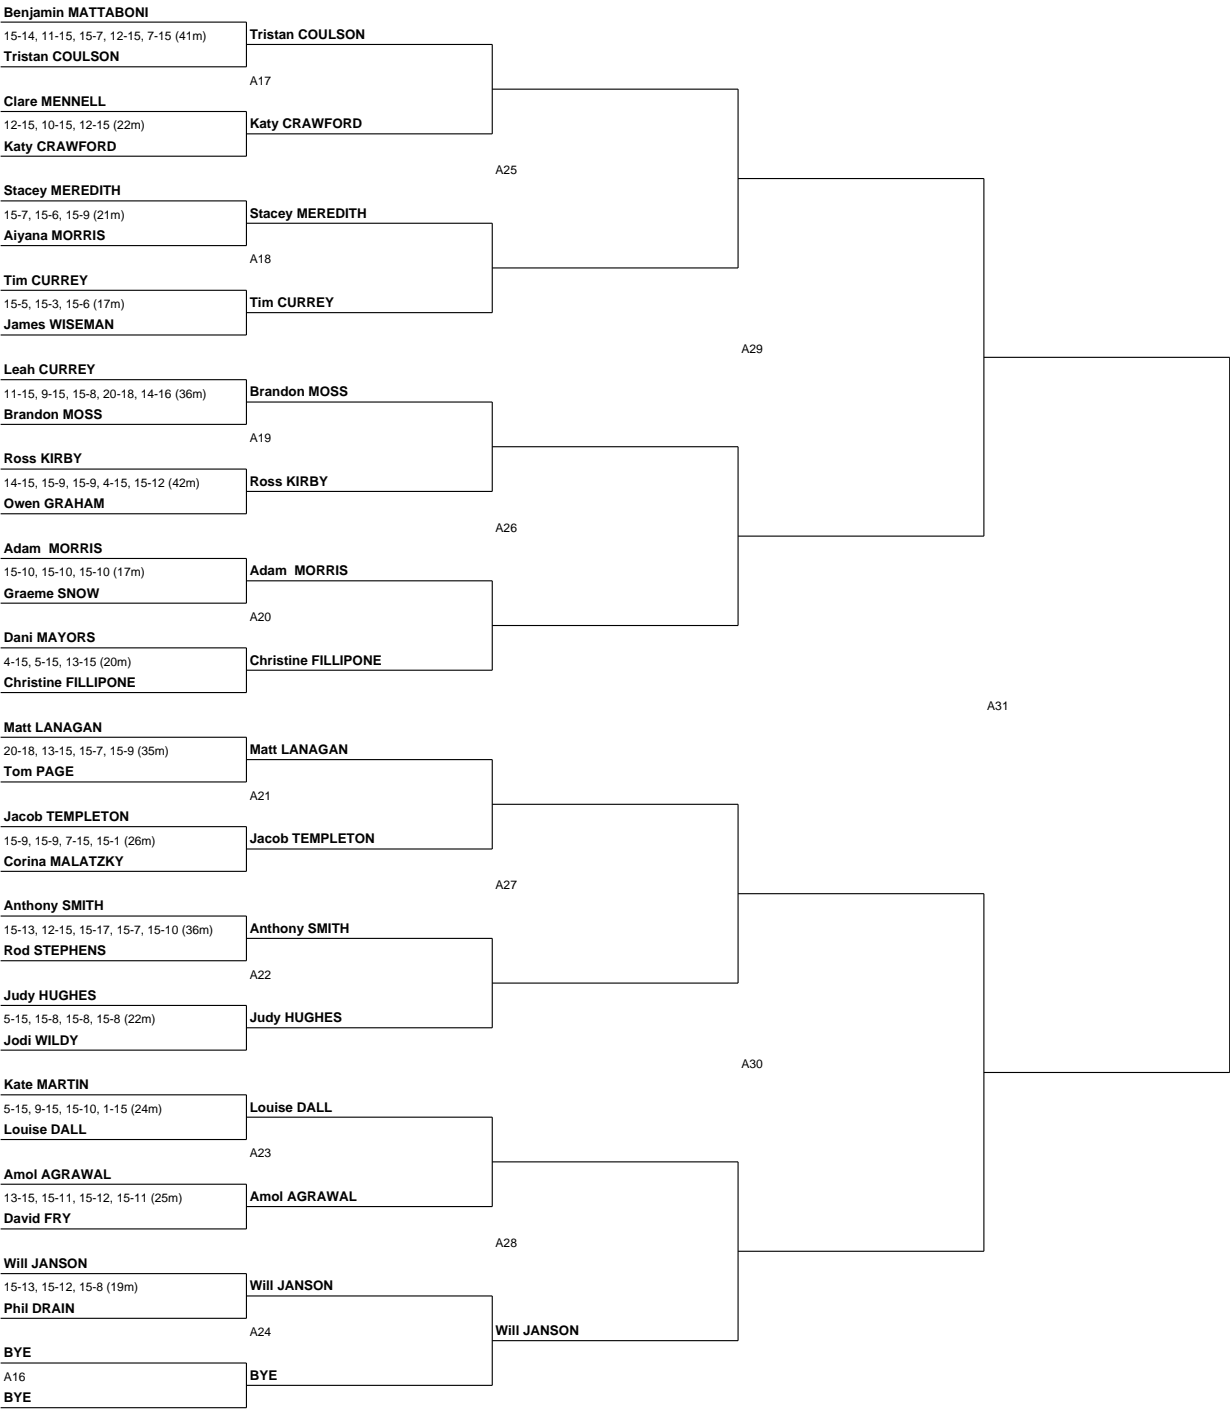 Benjamin MATTABONI
15-14, 11-15, 15-7, 12-15, 7-15 (41m)
Tristan COULSON
Tristan COULSON
A17
Clare MENNELL
12-15, 10-15, 12-15 (22m)
Katy CRAWFORD
Katy CRAWFORD
A25
Stacey MEREDITH
15-7, 15-6, 15-9 (21m)
Aiyana MORRIS
Stacey MEREDITH
A18
Tim CURREY
15-5, 15-3, 15-6 (17m)
James WISEMAN
Tim CURREY
A29
Leah CURREY
11-15, 9-15, 15-8, 20-18, 14-16 (36m)
Brandon MOSS
Brandon MOSS
A19
Ross KIRBY
14-15, 15-9, 15-9, 4-15, 15-12 (42m)
Owen GRAHAM
Ross KIRBY
A26
Adam  MORRIS
15-10, 15-10, 15-10 (17m)
Graeme SNOW
Adam  MORRIS
A20
Dani MAYORS
4-15, 5-15, 13-15 (20m)
Christine FILLIPONE
Christine FILLIPONE
A31
Matt LANAGAN
20-18, 13-15, 15-7, 15-9 (35m)
Tom PAGE
Matt LANAGAN
A21
Jacob TEMPLETON
15-9, 15-9, 7-15, 15-1 (26m)
Corina MALATZKY
Jacob TEMPLETON
A27
Anthony SMITH
15-13, 12-15, 15-17, 15-7, 15-10 (36m)
Rod STEPHENS
Anthony SMITH
A22
Judy HUGHES
5-15, 15-8, 15-8, 15-8 (22m)
Jodi WILDY
Judy HUGHES
A30
Kate MARTIN
5-15, 9-15, 15-10, 1-15 (24m)
Louise DALL
Louise DALL
A23
Amol AGRAWAL
13-15, 15-11, 15-12, 15-11 (25m)
David FRY
Amol AGRAWAL
A28
Will JANSON
15-13, 15-12, 15-8 (19m)
Phil DRAIN
Will JANSON
A24
Will JANSON
BYE
A16
BYE
BYE